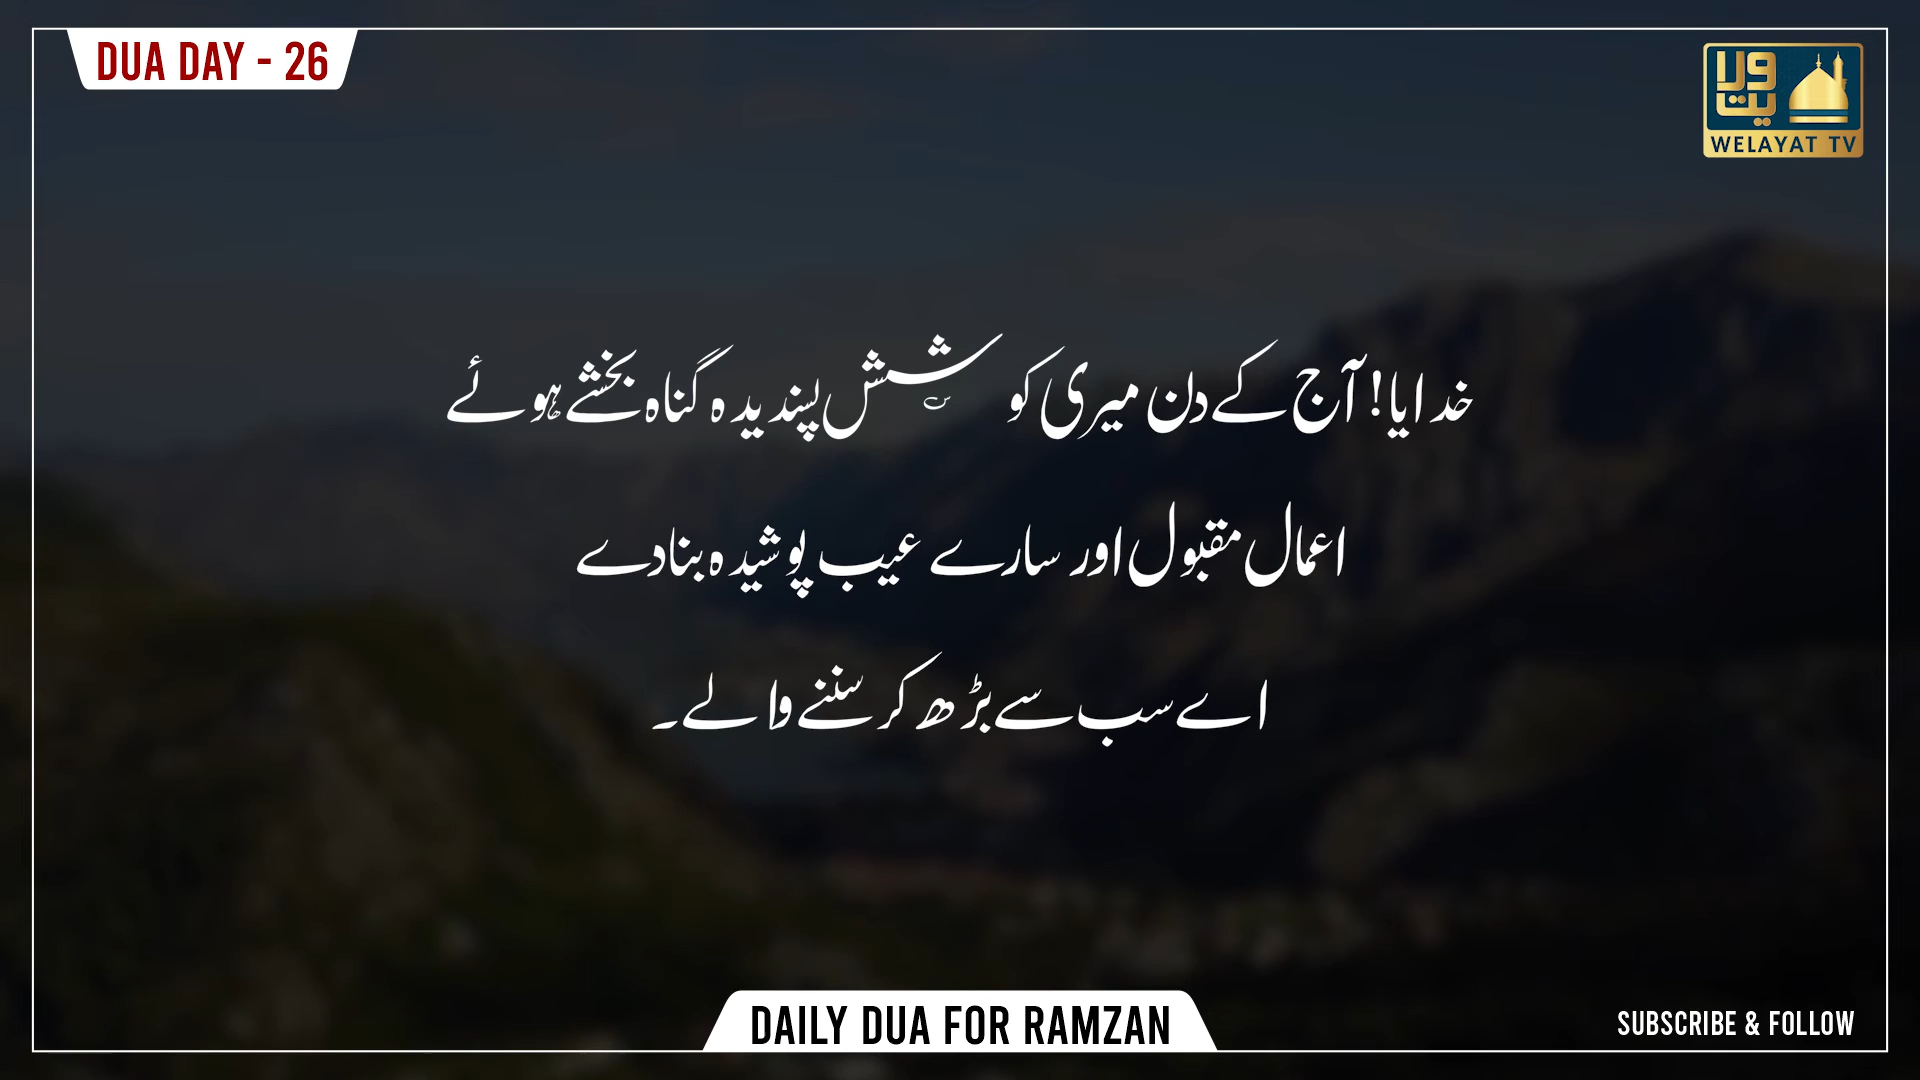 DUA DAY - 26
ولایت
WELAYAT TV
خدایا! آج کے دن میری کوشش پسندیدہ گناہ بخشے ہوئے
اعمال مقبول اور سارے عیب پوشیدہ بنادے
اے سب سے بڑھ کر سننے والے۔
DAILY DUA FOR RAMZAN
SUBSCRIBE & FOLLOW